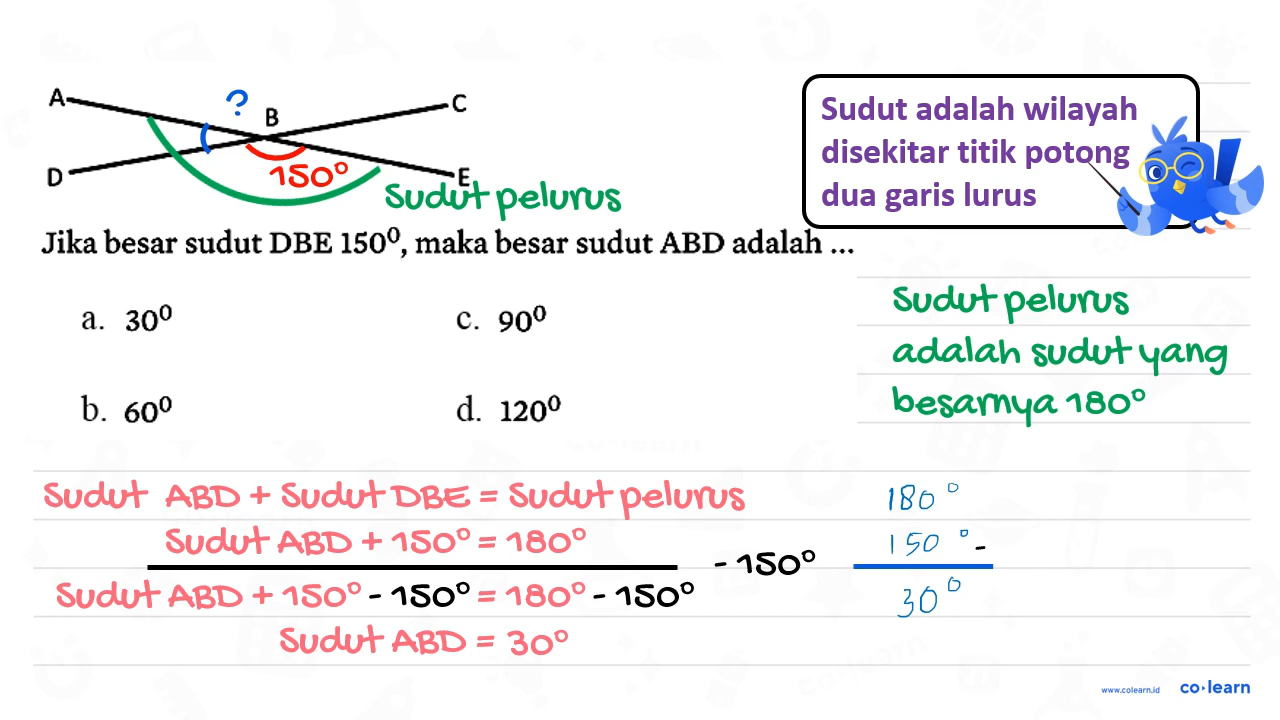 A
?
B
C
D
150°
E
Sudut pelurus
Sudut adalah wilayah
disekitar titik potong
dua garis lurus
Jika besar sudut DBE 150⁰, maka besar sudut ABD adalah ...
a. 30⁰
c. 90⁰
b. 60⁰
d. 120⁰
Sudut pelurus
adalah sudut yang
besarnya 180°
Sudut ABD + Sudut DBE = Sudut pelurus
Sudut ABD + 150° = 180°
- 150°
Sudut ABD + 150° - 150° = 180° - 150°
Sudut ABD = 30°
180°
150° -
30°
www.colearn.id
co·learn